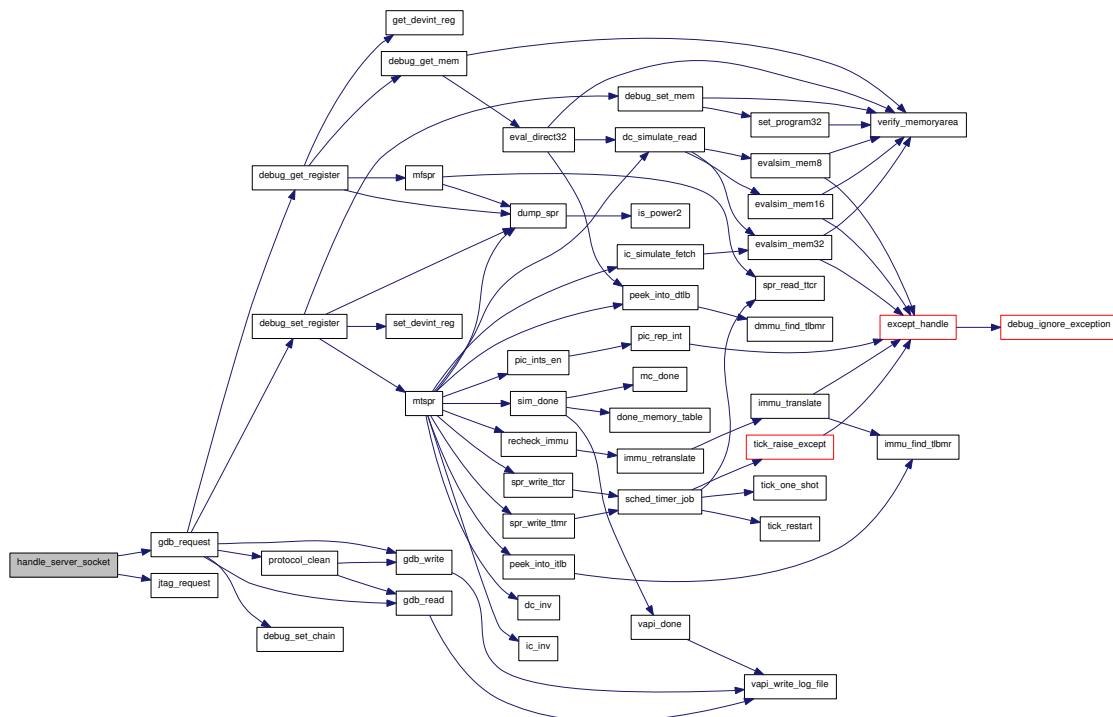 get_devint_reg
debug_get_mem
debug_set_mem
set_program32
verify_memoryarea
eval_direct32
dc_simulate_read
evalsim_mem8
debug_get_register
mfspr
evalsim_mem16
dump_spr
is_power2
evalsim_mem32
ic_simulate_fetch
spr_read_ttcr
peek_into_dtlb
debug_set_register
set_devint_reg
dmmu_find_tlbmr
except_handle
debug_ignore_exception
pic_rep_int
pic_ints_en
mc_done
mtspr
sim_done
immu_translate
done_memory_table
recheck_immu
tick_raise_except
immu_find_tlbmr
immu_retranslate
spr_write_ttcr
tick_one_shot
sched_timer_job
spr_write_ttmr
tick_restart
gdb_request
handle_server_socket
protocol_clean
gdb_write
peek_into_itlb
jtag_request
gdb_read
dc_inv
vapi_done
debug_set_chain
ic_inv
vapi_write_log_file